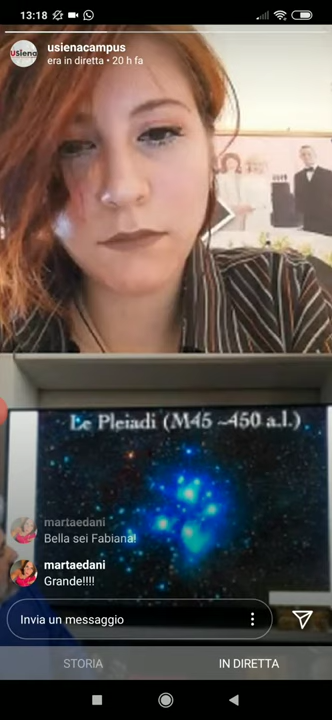 13:18
USiena
usienacampus
era in diretta • 20 h fa
Le Pleiadi (M45 ~450 a.l.)
martaedani
Bella sei Fabiana!
martaedani
Grande!!!!
Invia un messaggio
STORIA
IN DIRETTA